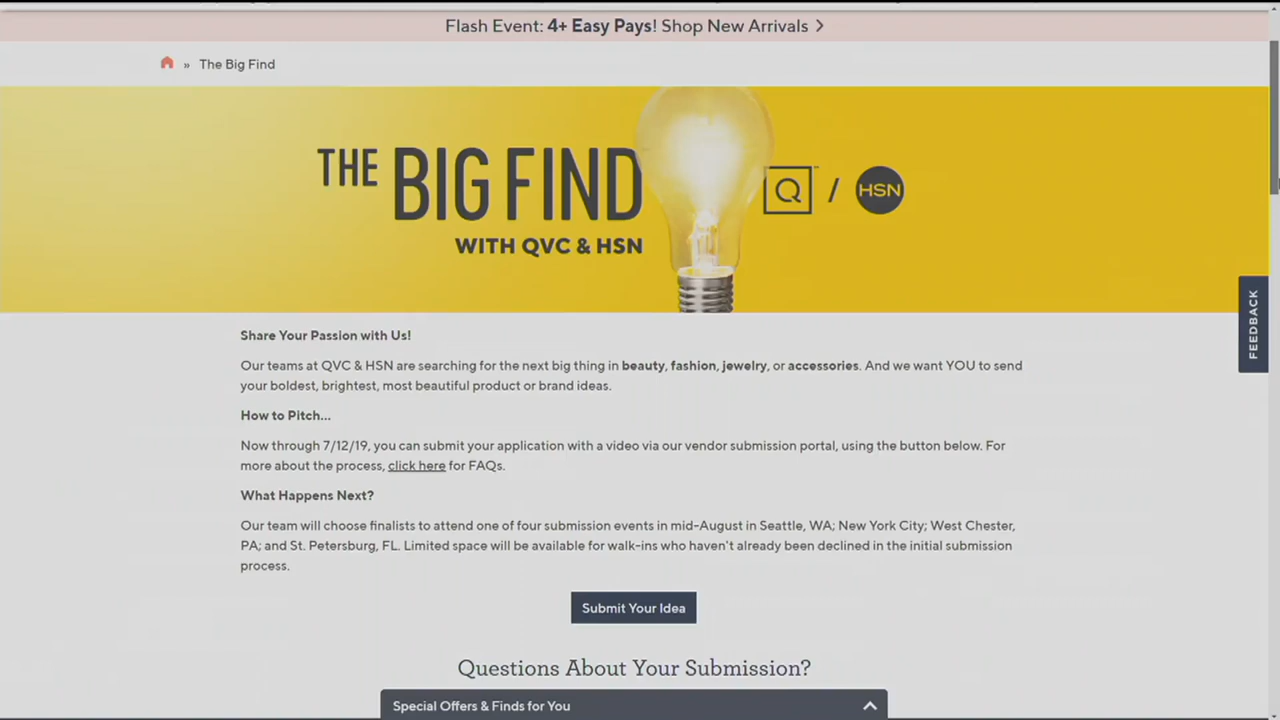 Flash Event: 4+ Easy Pays! Shop New Arrivals >
» The Big Find
THE BIG FIND
WITH QVC & HSN
Q™ / HSN
FEEDBACK
Share Your Passion with Us!
Our teams at QVC & HSN are searching for the next big thing in beauty, fashion, jewelry, or accessories. And we want YOU to send
your boldest, brightest, most beautiful product or brand ideas.
How to Pitch...
Now through 7/12/19, you can submit your application with a video via our vendor submission portal, using the button below. For
more about the process, click here for FAQs.
What Happens Next?
Our team will choose finalists to attend one of four submission events in mid-August in Seattle, WA; New York City; West Chester,
PA; and St. Petersburg, FL. Limited space will be available for walk-ins who haven't already been declined in the initial submission
process.
Submit Your Idea
Questions About Your Submission?
Special Offers & Finds for You